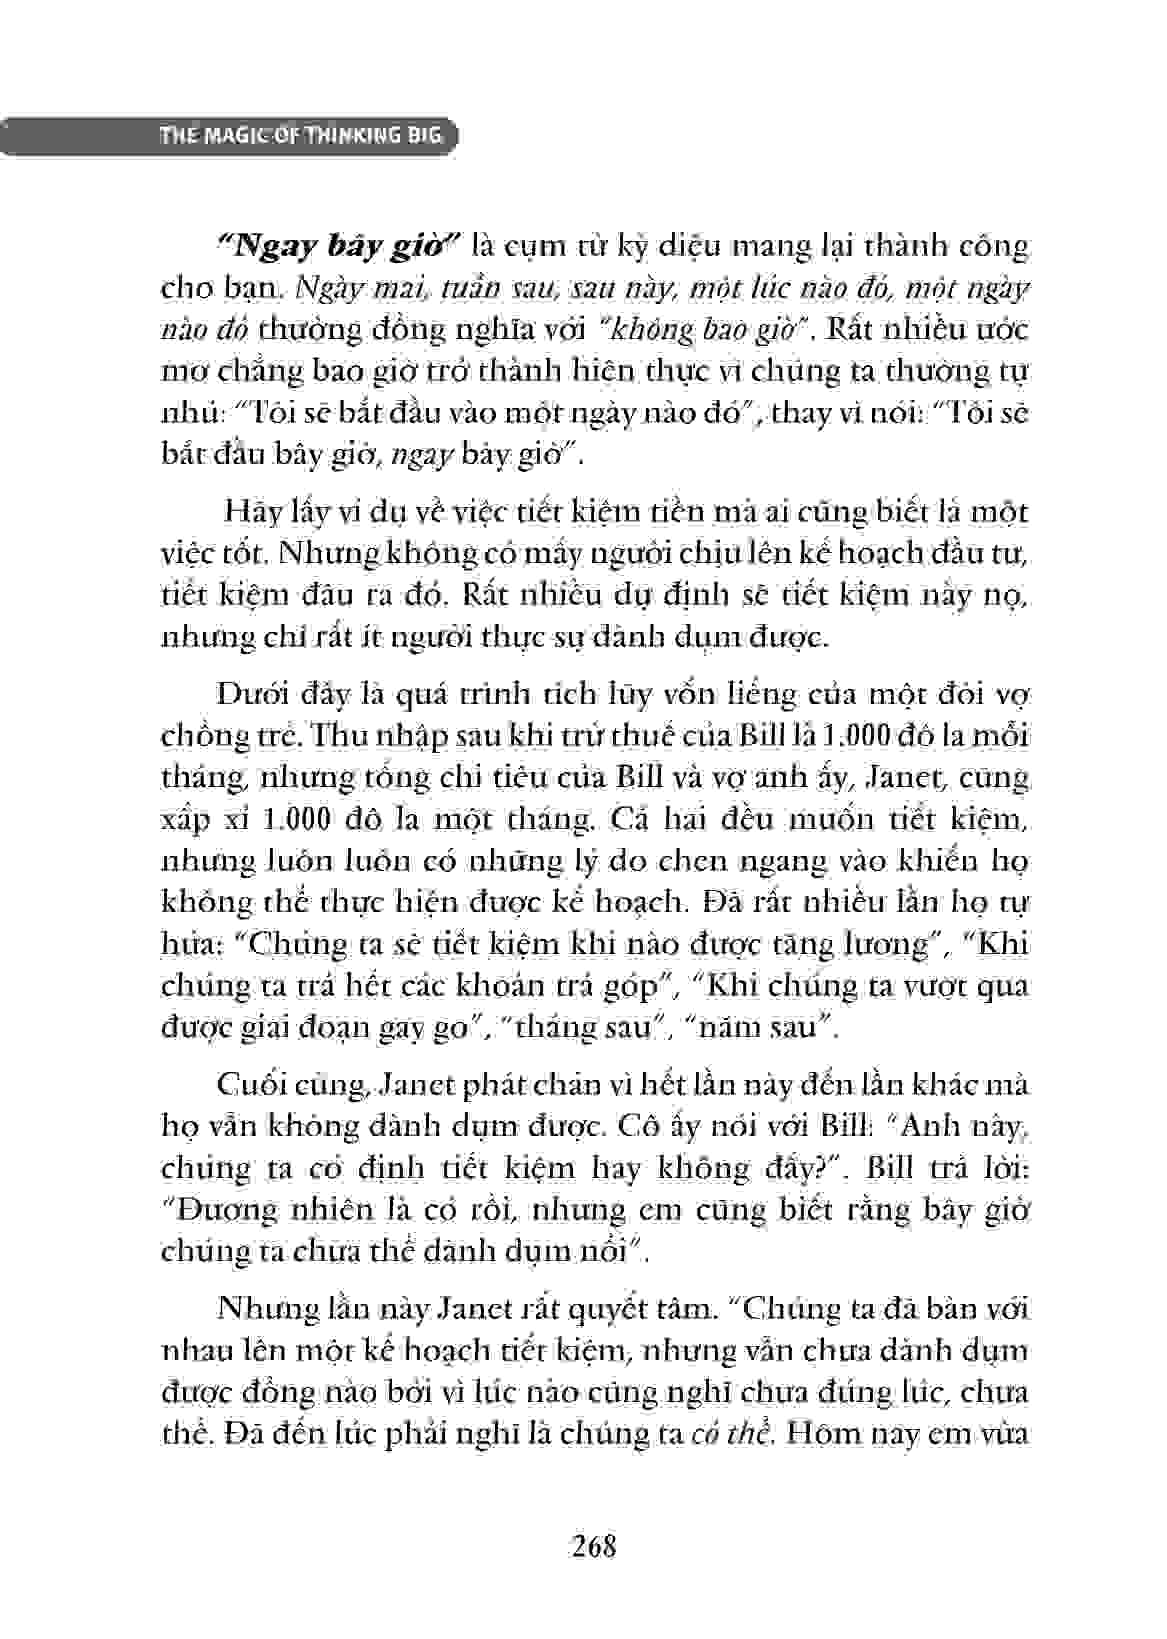 THE MAGIC OF THINKING BIG
“Ngay bây giờ” là cụm từ kỳ diệu mang lại thành công
cho bạn. Ngày mai, tuần sau, sau này, một lúc nào đó, một ngày
nào đó thường đồng nghĩa với “không bao giờ”. Rất nhiều ước
mơ chẳng bao giờ trở thành hiện thực vì chúng ta thường tự
nhủ: “Tôi sẽ bắt đầu vào một ngày nào đó”, thay vì nói: “Tôi sẽ
bắt đầu bây giờ, ngay bây giờ”.
Hãy lấy ví dụ về việc tiết kiệm tiền mà ai cũng biết là một
việc tốt. Nhưng không có mấy người chịu lên kế hoạch đầu tư,
tiết kiệm đâu ra đó. Rất nhiều dự định sẽ tiết kiệm này nọ,
nhưng chỉ rất ít người thực sự dành dụm được.
Dưới đây là quá trình tích lũy vốn liếng của một đôi vợ
chồng trẻ. Thu nhập sau khi trừ thuế của Bill là 1.000 đô la mỗi
tháng, nhưng tổng chi tiêu của Bill và vợ anh ấy, Janet, cũng
xấp xỉ 1.000 đô la một tháng. Cả hai đều muốn tiết kiệm,
nhưng luôn luôn có những lý do chen ngang vào khiến họ
không thể thực hiện được kế hoạch. Đã rất nhiều lần họ tự
hứa: “Chúng ta sẽ tiết kiệm khi nào được tăng lương”, “Khi
chúng ta trả hết các khoản trả góp”, “Khi chúng ta vượt qua
được giai đoạn gay go”, “tháng sau”, “năm sau”.
Cuối cùng, Janet phát chán vì hết lần này đến lần khác mà
họ vẫn không dành dụm được. Cô ấy nói với Bill: “Anh này,
chúng ta có định tiết kiệm hay không đấy?”. Bill trả lời:
“Đương nhiên là có rồi, nhưng em cũng biết rằng bây giờ
chúng ta chưa thể dành dụm nổi”.
Nhưng lần này Janet rất quyết tâm. “Chúng ta đã bàn với
nhau lên một kế hoạch tiết kiệm, nhưng vẫn chưa dành dụm
được đồng nào bởi vì lúc nào cũng nghĩ chưa đúng lúc, chưa
thể. Đã đến lúc phải nghĩ là chúng ta có thể. Hôm nay em vừa
268